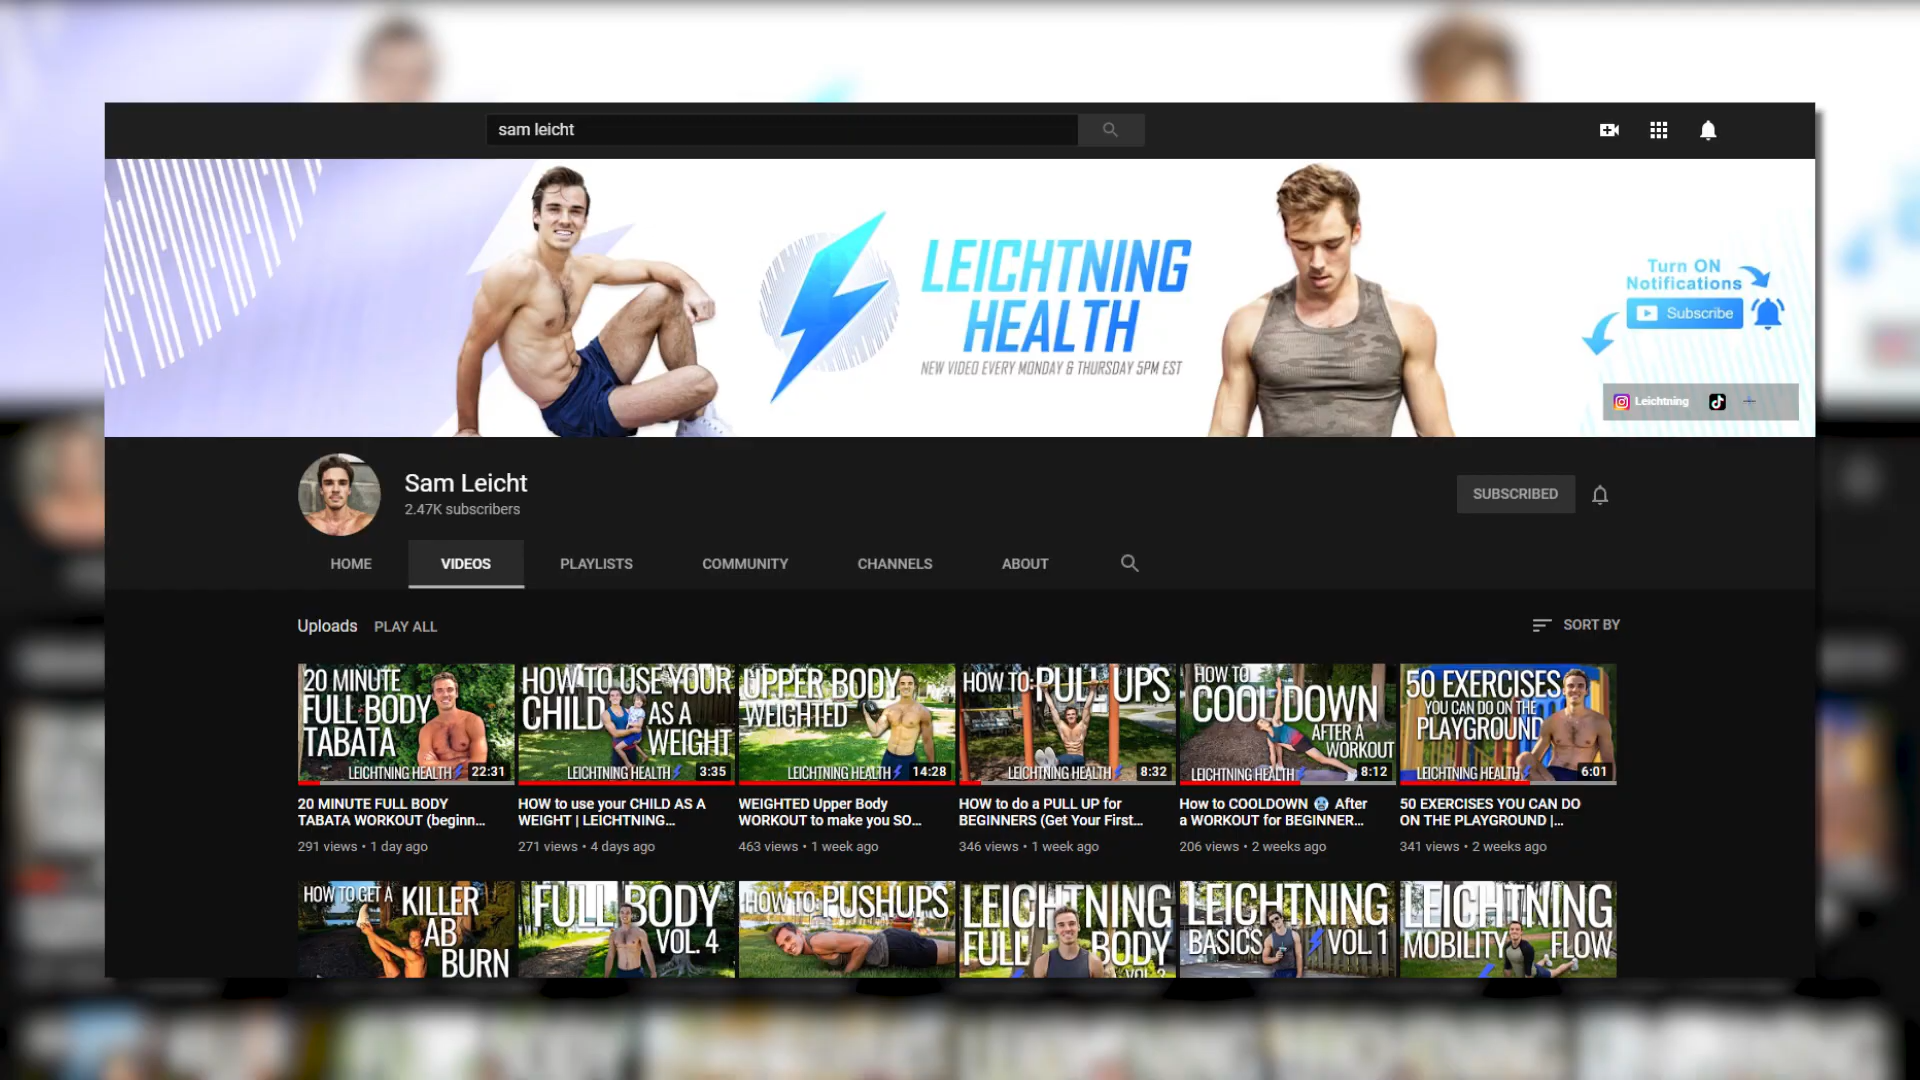 sam leicht
LEICHTNING
HEALTH
NEW VIDEO EVERY MONDAY & THURSDAY 5PM EST
Turn ON
Notifications
Subscribe
Leichtning
Sam Leicht
2.47K subscribers
SUBSCRIBED
HOME VIDEOS PLAYLISTS COMMUNITY CHANNELS ABOUT
Uploads PLAY ALL
SORT BY
20 MINUTE
FULL BODY
TABATA
LEICHTNING HEALTH
22:31
HOW TO USE YOUR
CHILD AS A
WEIGHT
LEICHTNING HEALTH
3:35
UPPER BODY
WEIGHTED
LEICHTNING HEALTH
14:28
HOW TO: PULL UPS
LEICHTNING HEALTH
8:32
HOW TO
COOLDOWN
AFTER A
WORKOUT
LEICHTNING HEALTH
8:12
50 EXERCISES
YOU CAN DO ON THE
PLAYGROUND
LEICHTNING HEALTH
6:01
20 MINUTE FULL BODY
TABATA WORKOUT (beginn...
291 views • 1 day ago
HOW to use your CHILD AS A
WEIGHT | LEICHTNING...
271 views • 4 days ago
WEIGHTED Upper Body
WORKOUT to make you SO...
463 views • 1 week ago
HOW to do a PULL UP for
BEGINNERS (Get Your First...
346 views • 1 week ago
How to COOLDOWN 🥶 After
a WORKOUT for BEGINNER...
206 views • 2 weeks ago
50 EXERCISES YOU CAN DO
ON THE PLAYGROUND |...
341 views • 2 weeks ago
HOW TO GET A KILLER
AB
BURN
FULL BODY
VOL. 4
HOW TO: PUSHUPS
LEICHTNING
FULL BODY
LEICHTNING
BASICS VOL 1
LEICHTNING
MOBILITY FLOW